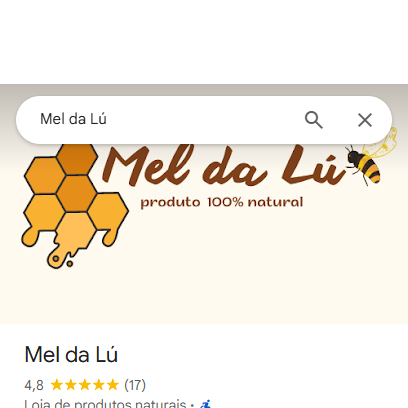 Mel da Lú
Mel da Lú
produto 100% natural
Mel da Lú
4,8 (17)
Loja de produtos naturais ·